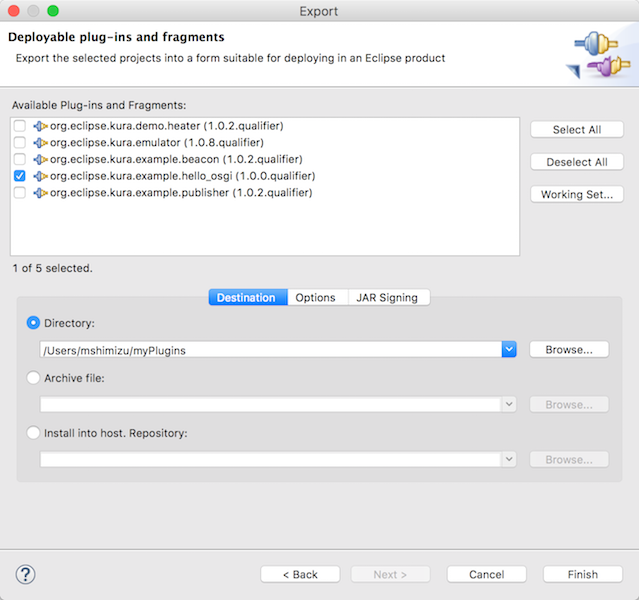 Export
Deployable plug-ins and fragments
Export the selected projects into a form suitable for deploying in an Eclipse product
Available Plug-ins and Fragments:
org.eclipse.kura.demo.heater (1.0.2.qualifier)
org.eclipse.kura.emulator (1.0.8.qualifier)
org.eclipse.kura.example.beacon (1.0.2.qualifier)
org.eclipse.kura.example.hello_osgi (1.0.0.qualifier)
org.eclipse.kura.example.publisher (1.0.2.qualifier)
Select All
Deselect All
Working Set...
1 of 5 selected.
Destination Options JAR Signing
Directory:
/Users/mshimizu/myPlugins Browse...
Archive file:
Browse...
Install into host. Repository:
Browse...
? < Back Next > Cancel Finish